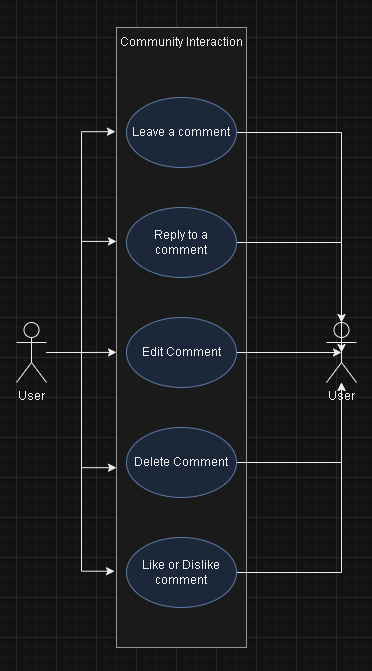 Community Interaction
Leave a comment
Reply to a
comment
Edit Comment
User
User
Delete Comment
Like or Dislike
comment